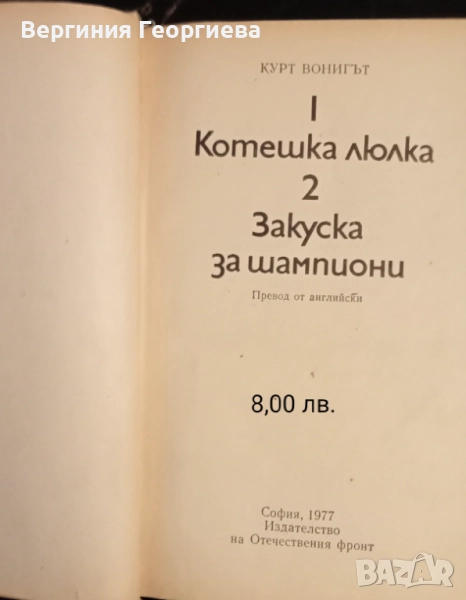 Вергиния Георгиева
КУРТ ВОНИГЪТ
1
Котешка люлка
2
Закуска
за шампиони
Превод от английски
8,00 лв.
София, 1977
Издателство
на Отечествения фронт
BAZAR